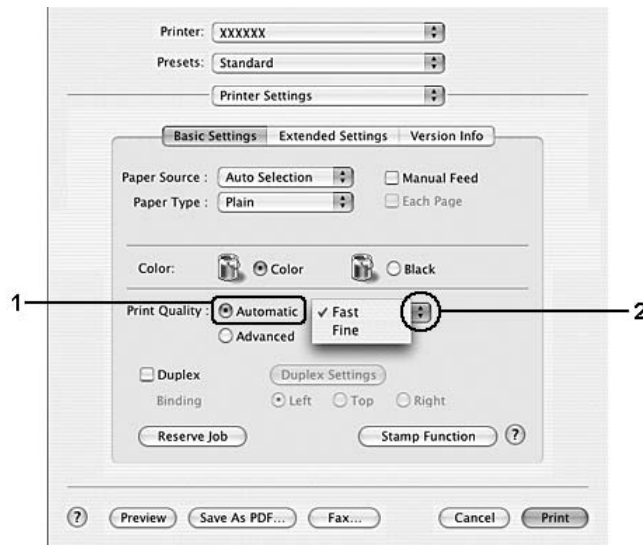 Printer: XXXXXX
Presets: Standard
Printer Settings
Basic Settings Extended Settings Version Info
Paper Source : Auto Selection Manual Feed
Paper Type : Plain Each Page
Color: Color Black
1 Print Quality : Automatic ✓ Fast 2
Fine
Advanced
Duplex Duplex Settings
Binding Left Top Right
Reserve Job Stamp Function ?
? Preview Save As PDF... Fax... Cancel Print